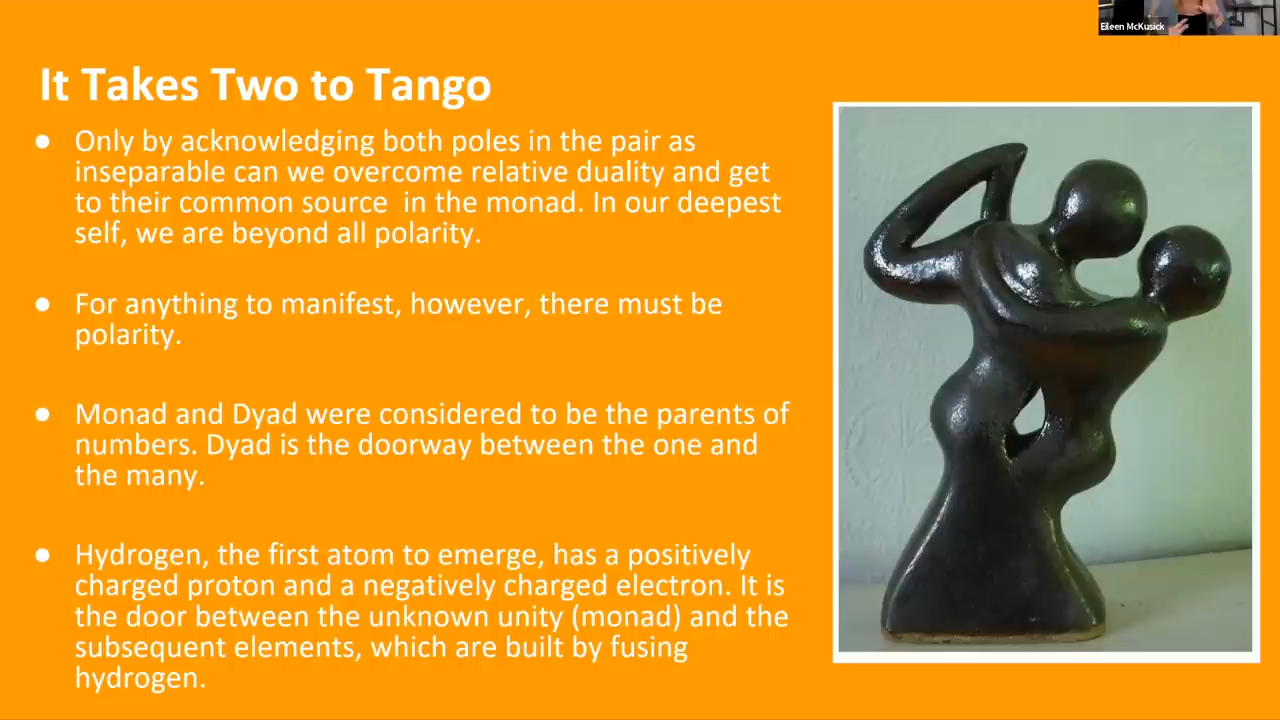 Eileen McKusick
It Takes Two to Tango
● Only by acknowledging both poles in the pair as
inseparable can we overcome relative duality and get
to their common source  in the monad. In our deepest
self, we are beyond all polarity.
● For anything to manifest, however, there must be
polarity.
● Monad and Dyad were considered to be the parents of
numbers. Dyad is the doorway between the one and
the many.
● Hydrogen, the first atom to emerge, has a positively
charged proton and a negatively charged electron. It is
the door between the unknown unity (monad) and the
subsequent elements, which are built by fusing
hydrogen.